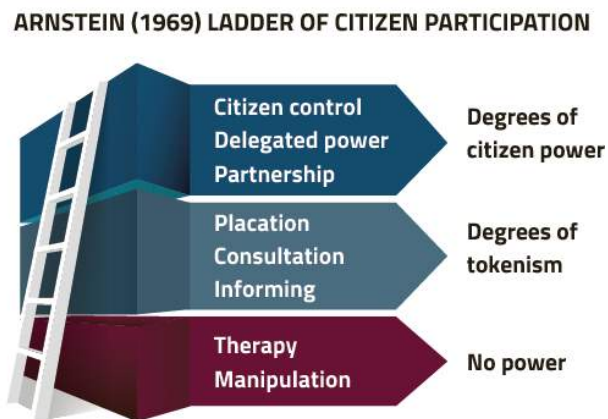 ARNSTEIN (1969) LADDER OF CITIZEN PARTICIPATION
Citizen control
Delegated power
Partnership
Degrees of
citizen power
Placation
Consultation
Informing
Degrees of
tokenism
Therapy
Manipulation
No power